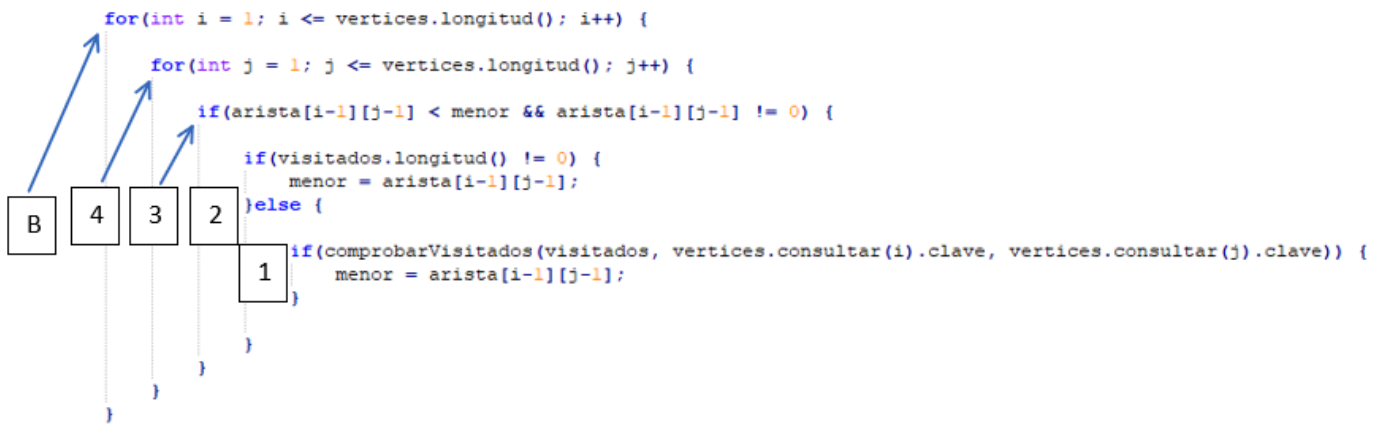 for(int i = 1; i <= vertices.longitud(); i++) {
for(int j = 1; j <= vertices.longitud(); j++) {
if(arista[i-1][j-1] < menor && arista[i-1][j-1] != 0) {
if(visitados.longitud() != 0) {
menor = arista[i-1][j-1];
B 4 3 2 }else {
1 if(comprobarVisitados(visitados, vertices.consultar(i).clave, vertices.consultar(j).clave)) {
menor = arista[i-1][j-1];
}
}
}
}
}